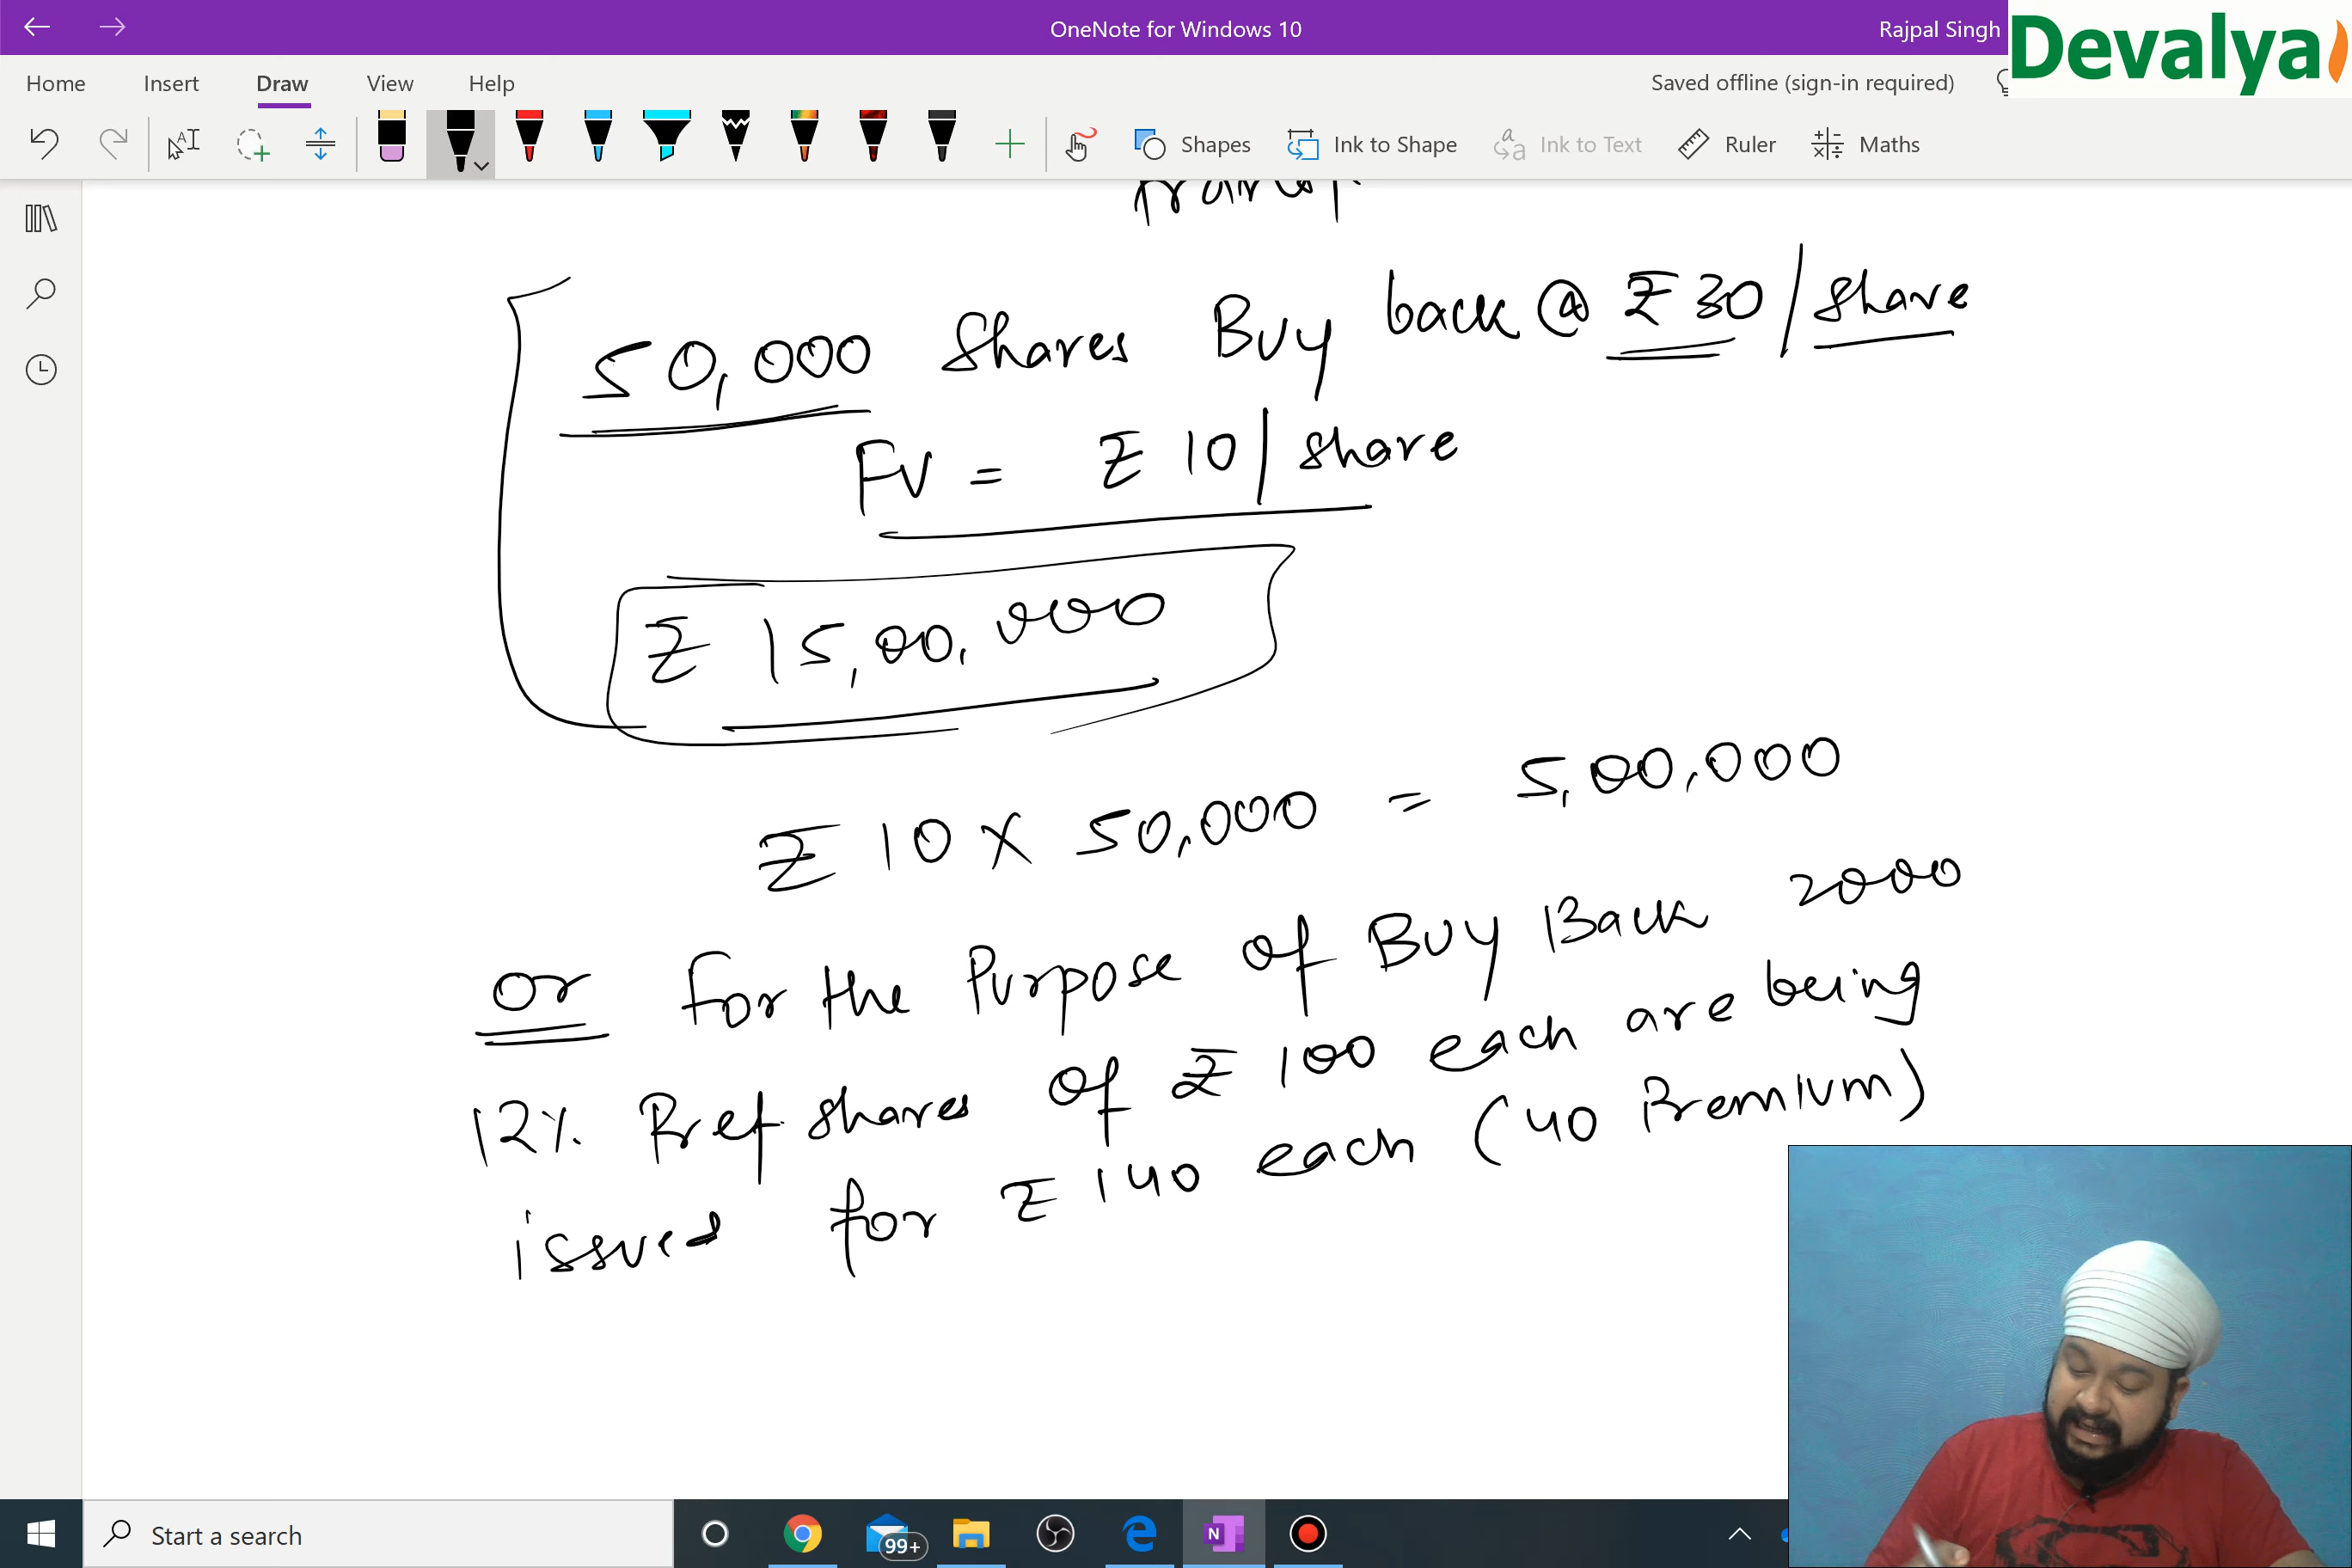 OneNote for Windows 10
Rajpal Singh
Devalya
Home Insert Draw View Help
Saved offline (sign-in required)
Shapes Ink to Shape Ink to Text Ruler Maths
50,000 Shares Buy back @ ₹ 30/share
FV = ₹ 10/share
₹ 15,00,000
₹ 10 × 50,000 = 5,00,000
or For the Purpose of Buy Back 2000
12% Pref shares of ₹ 100 each are being
issued for ₹ 140 each (40 Premium)
Start a search
99+
N